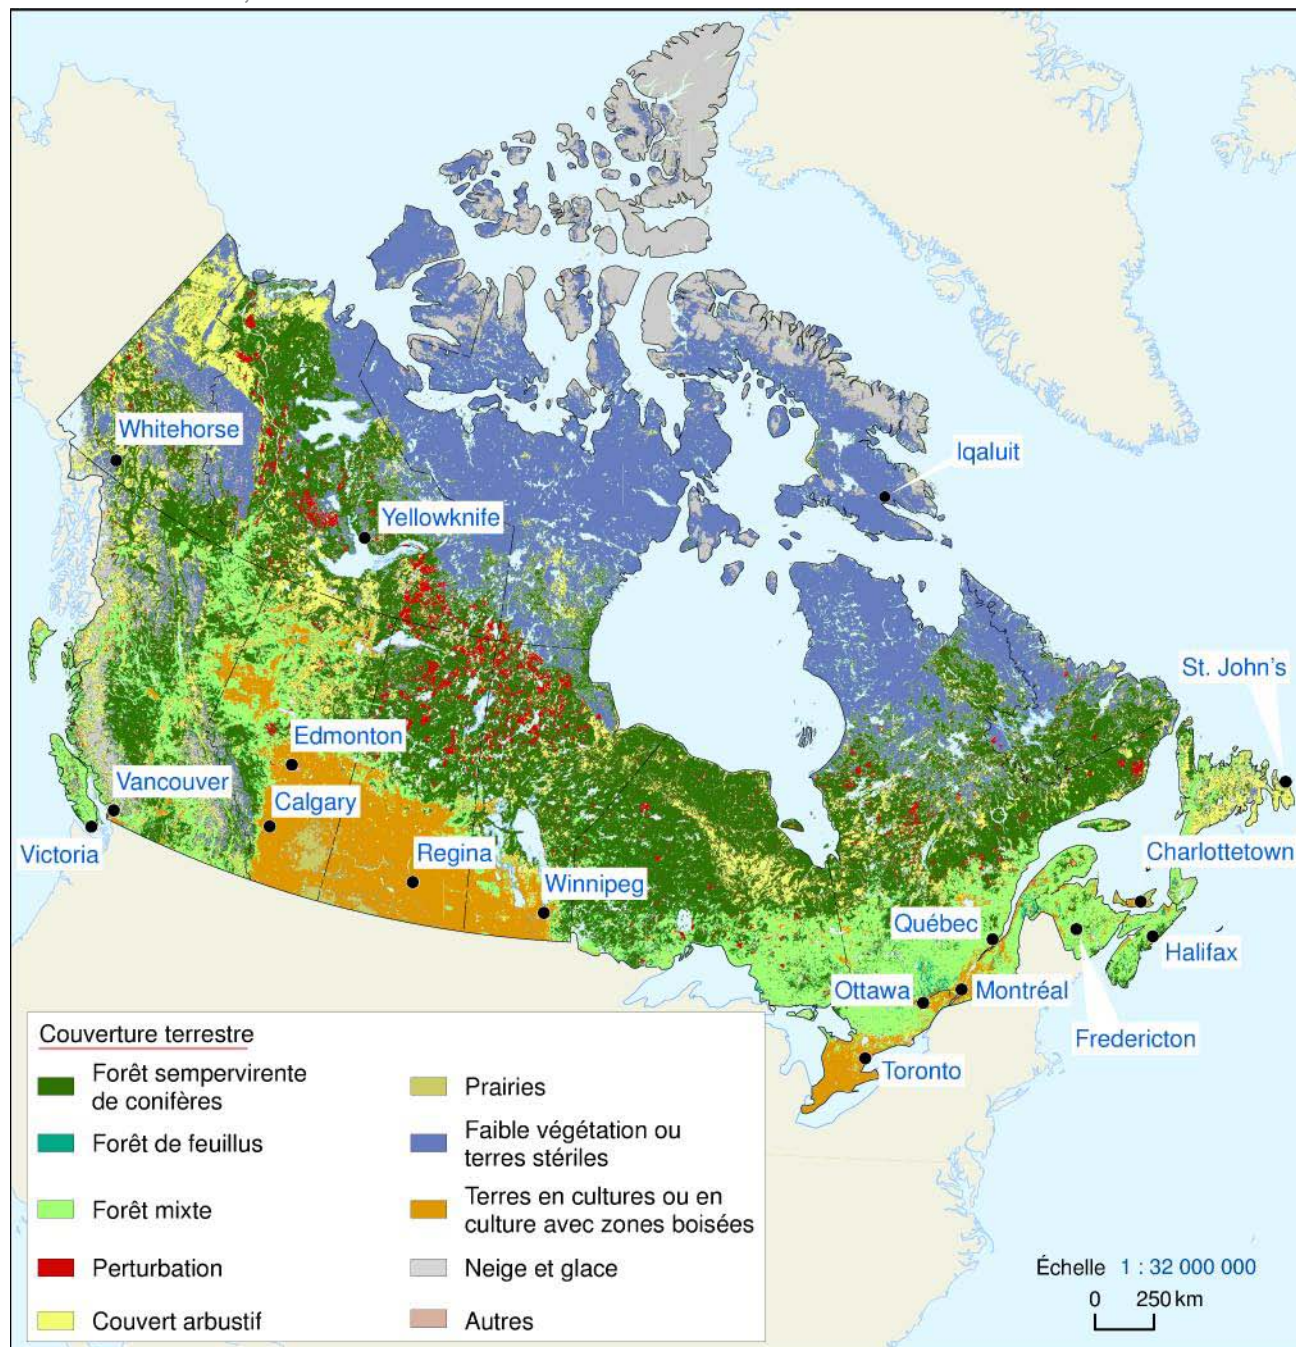 Whitehorse
Iqaluit
Yellowknife
St. John's
Edmonton
Vancouver
Calgary
Charlottetown
Victoria
Regina
Winnipeg
Québec
Halifax
Ottawa
Montréal
Fredericton
Toronto
Couverture terrestre
Forêt sempervirente
de conifères
Forêt de feuillus
Forêt mixte
Perturbation
Couvert arbustif
Prairies
Faible végétation ou
terres stériles
Terres en cultures ou en
culture avec zones boisées
Neige et glace
Autres
Échelle 1 : 32 000 000
0 250 km